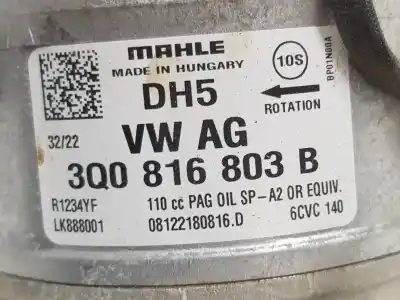 MAHLE
MADE IN HUNGARY
10S
DH5
ROTATION
BP01N00A
32/22
VW AG
3Q0 816 803 B
R1234YF
110 cc PAG OIL SP-A2 OR EQUIV.
LK888001
08122180816.D
6CVC 140